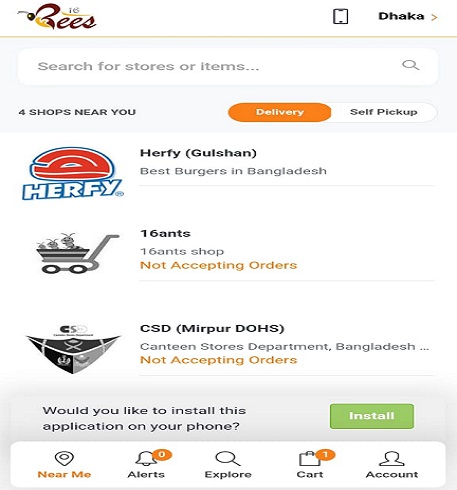 16
Bees
Dhaka >
Search for stores or items...
4 SHOPS NEAR YOU
Delivery
Self Pickup
Herfy (Gulshan)
Best Burgers in Bangladesh
HERFY®
16ants
16ants shop
Not Accepting Orders
CSD
CSD (Mirpur DOHS)
Canteen Stores Department, Bangladesh ...
Not Accepting Orders
Would you like to install this
application on your phone?
Install
0
1
Near Me
Alerts
Explore
Cart
Account